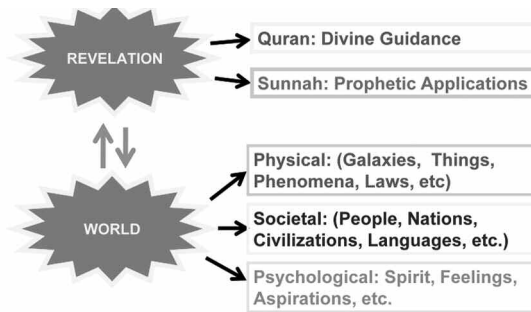 REVELATION
Quran: Divine Guidance
Sunnah: Prophetic Applications
WORLD
Physical: (Galaxies, Things,
Phenomena, Laws, etc)
Societal: (People, Nations,
Civilizations, Languages, etc.)
Psychological: Spirit, Feelings,
Aspirations, etc.